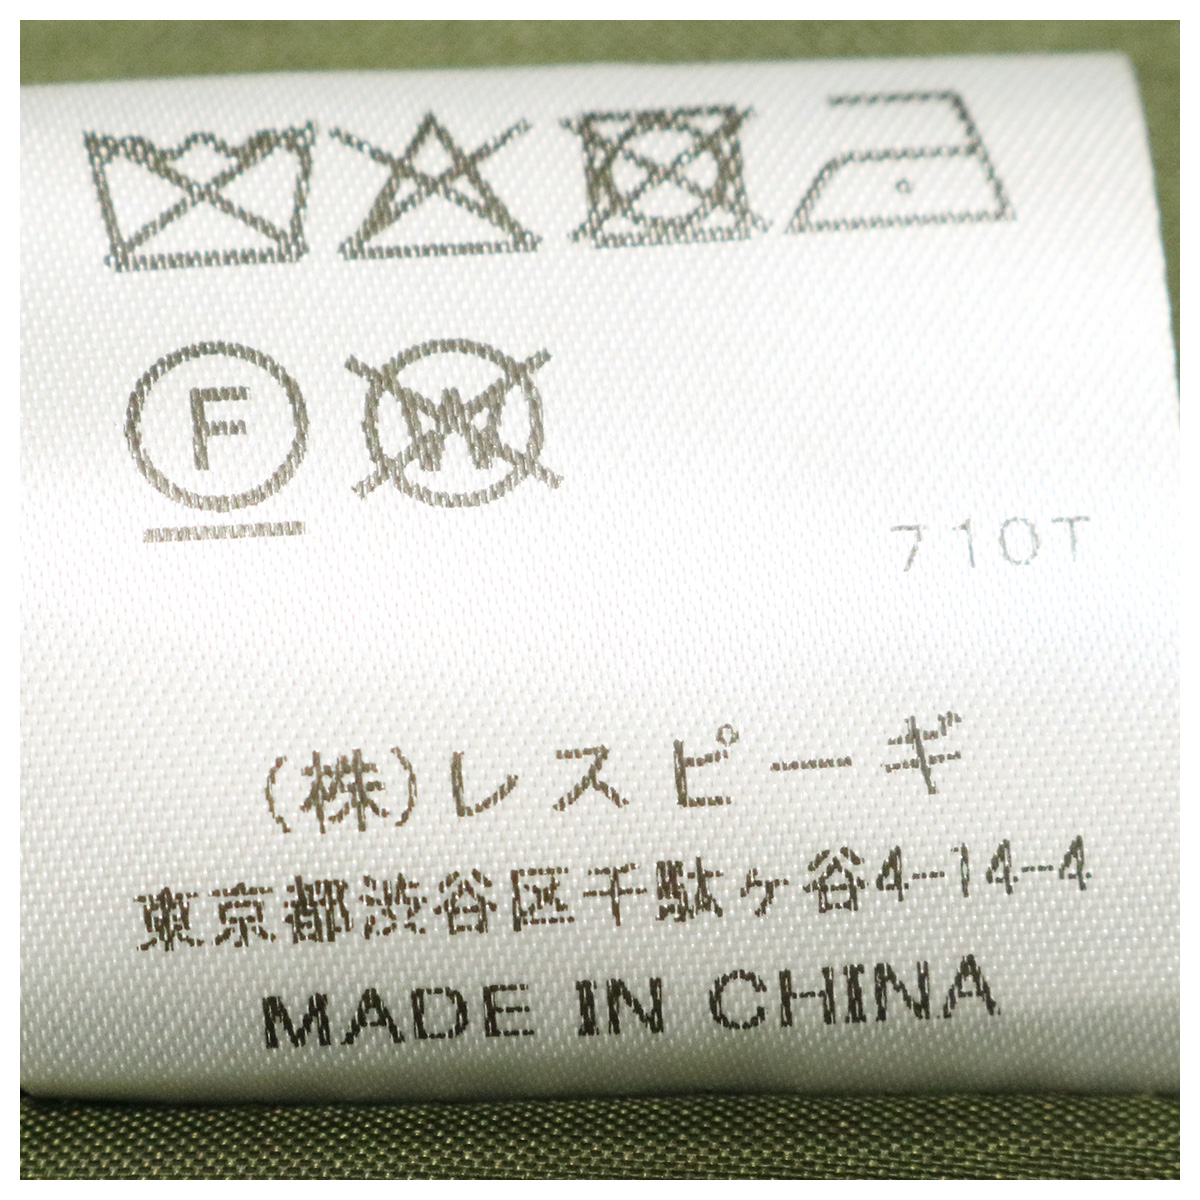 F W
710T
(株)レスピーギ
東京都渋谷区千駄ヶ谷4-14-4
MADE IN CHINA